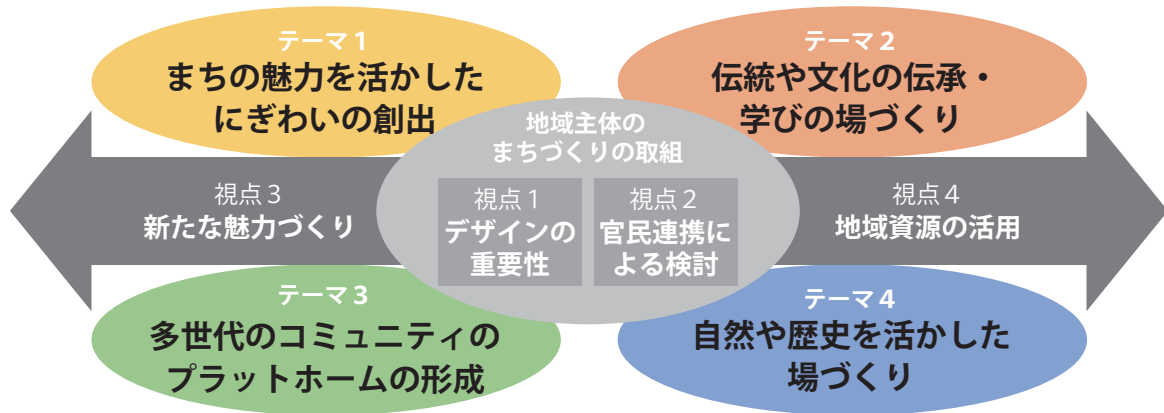 テーマ１
まちの魅力を活かした
にぎわいの創出
テーマ２
伝統や文化の伝承・
学びの場づくり
地域主体の
まちづくりの取組
視点３
新たな魅力づくり
視点１
デザインの
重要性
視点２
官民連携に
よる検討
視点４
地域資源の活用
テーマ３
多世代のコミュニティの
プラットホームの形成
テーマ４
自然や歴史を活かした
場づくり